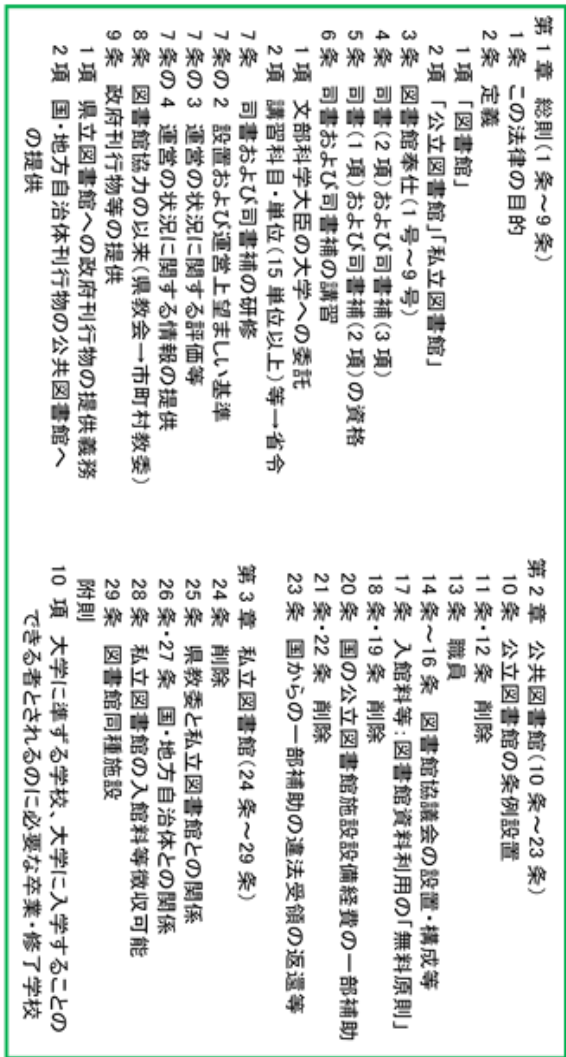 第1章 総則(1条~9条)
1条 この法律の目的
2条 定義
1項 「図書館」
2項 「公立図書館」「私立図書館」
3条 図書館奉仕(1号~9号)
4条 司書(2項)および司書補(3項)
5条 司書(1項)および司書補(2項)の資格
6条 司書および司書補の講習
1項 文部科学大臣の大学への委託
2項 講習科目・単位(15単位以上)等→省令
7条 司書および司書補の研修
7条の2 設置および運営上望ましい基準
7条の3 運営の状況に関する評価等
7条の4 運営の状況に関する情報の提供
8条 図書館協力の以来(県教会→市町村教委)
9条 政府刊行物等の提供
1項 県立図書館への政府刊行物の提供義務
2項 国・地方自治体刊行物の公共図書館へ
の提供
第2章 公共図書館(10条~23条)
10条 公立図書館の条例設置
11条・12条 削除
13条 職員
14条~16条 図書館協議会の設置・構成等
17条 入館料等:図書館資料利用の「無料原則」
18条・19条 削除
20条 国の公立図書館施設設備経費の一部補助
21条・22条 削除
23条 国からの一部補助の違法受領の返還等
第3章 私立図書館(24条~29条)
24条 削除
25条 県教委と私立図書館との関係
26条・27条 国・地方自治体との関係
28条 私立図書館の入館料等徴収可能
29条 図書館同種施設
附則
10項 大学に準ずる学校、大学に入学することの
できる者とされるのに必要な卒業・修了学校